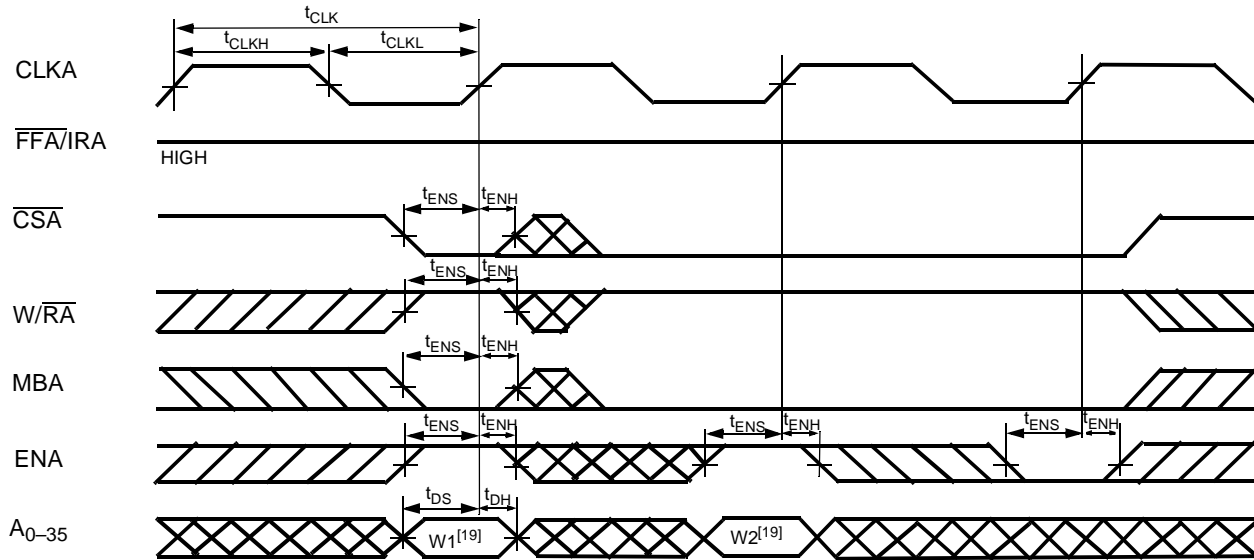 tCLK
tCLKH tCLKL
CLKA
FFA/IRA
HIGH
tENS tENH
CSA
tENS tENH
W/RA
tENS tENH
MBA
tENS tENH tENS tENH tENS tENH
ENA
tDS tDH
A0–35 W1[19] W2[19]